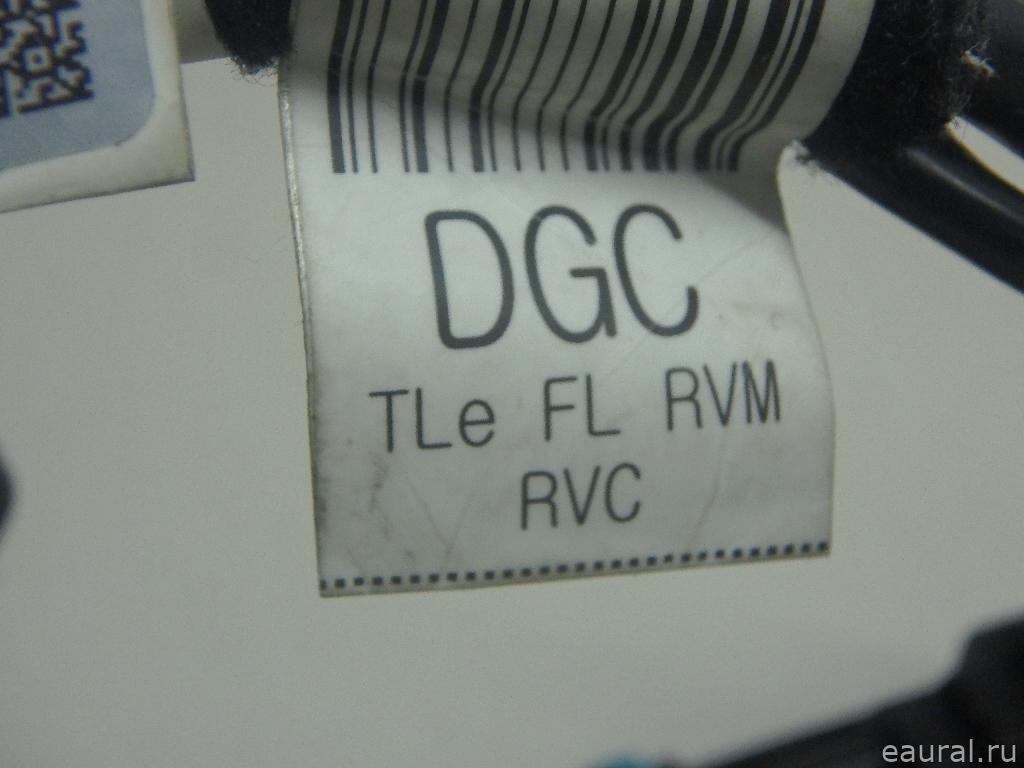 DGC
TLe FL RVM
RVC
eaural.ru